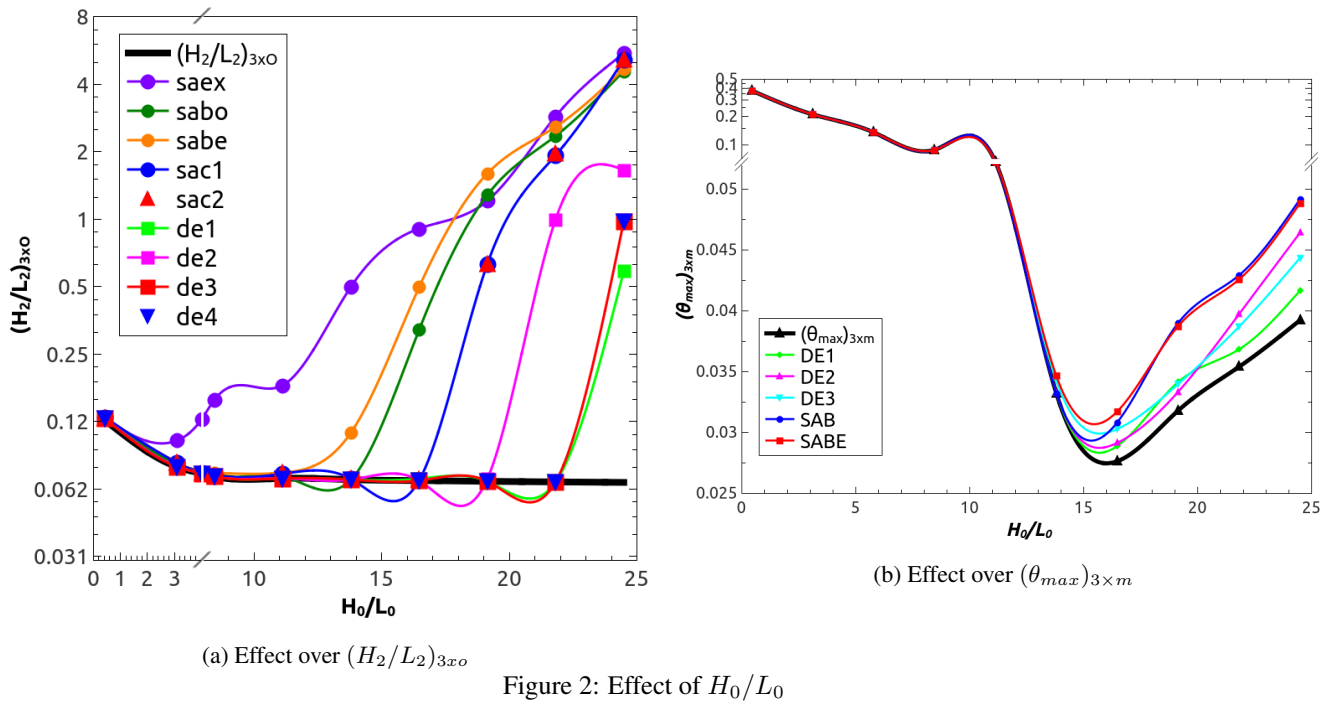 8
4
2
1
0.5
0.25
0.12
0.062
0.031
(H₂/L₂)₃ₓO
(H₂/L₂)₃ₓO
saex
sabo
sabe
sac1
sac2
de1
de2
de3
de4
0 1 2 3 10 15 20 25
H₀/L₀
(a) Effect over (H₂/L₂)₃ₓₒ
0.5
0.4
0.3
0.2
0.1
0.05
0.045
0.04
0.035
0.03
0.025
(θmax)₃ₓm
(θmax)₃ₓm
DE1
DE2
DE3
SAB
SABE
0 5 10 15 20 25
H₀/L₀
(b) Effect over (θmax)₃×m
Figure 2: Effect of H₀/L₀